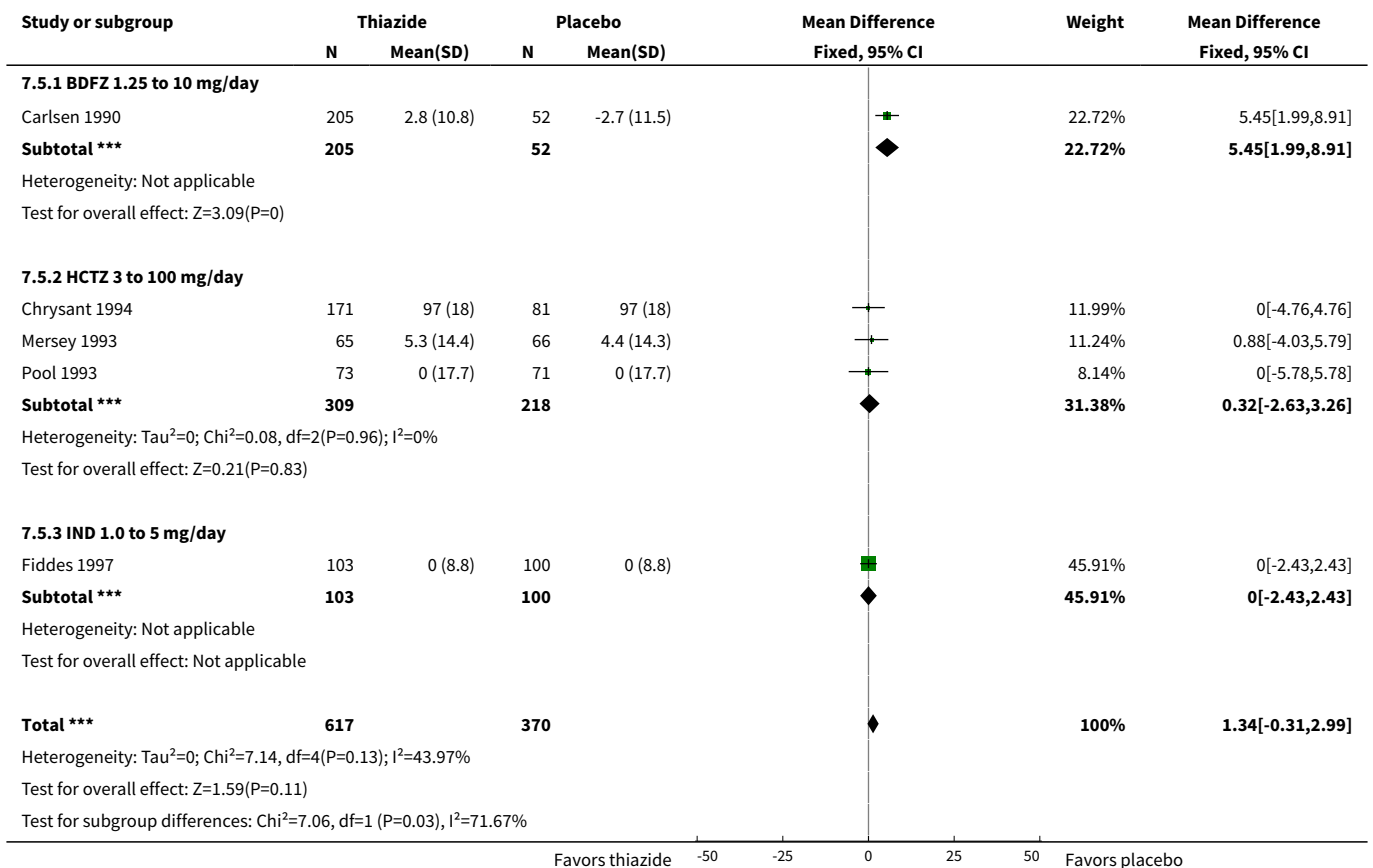 Study or subgroup Thiazide Placebo Mean Difference Weight Mean Difference
N Mean(SD) N Mean(SD) Fixed, 95% CI Fixed, 95% CI
7.5.1 BDFZ 1.25 to 10 mg/day
Carlsen 1990 205 2.8 (10.8) 52 -2.7 (11.5) 22.72% 5.45[1.99,8.91]
Subtotal *** 205 52 22.72% 5.45[1.99,8.91]
Heterogeneity: Not applicable
Test for overall effect: Z=3.09(P=0)
7.5.2 HCTZ 3 to 100 mg/day
Chrysant 1994 171 97 (18) 81 97 (18) 11.99% 0[-4.76,4.76]
Mersey 1993 65 5.3 (14.4) 66 4.4 (14.3) 11.24% 0.88[-4.03,5.79]
Pool 1993 73 0 (17.7) 71 0 (17.7) 8.14% 0[-5.78,5.78]
Subtotal *** 309 218 31.38% 0.32[-2.63,3.26]
Heterogeneity: Tau²=0; Chi²=0.08, df=2(P=0.96); I²=0%
Test for overall effect: Z=0.21(P=0.83)
7.5.3 IND 1.0 to 5 mg/day
Fiddes 1997 103 0 (8.8) 100 0 (8.8) 45.91% 0[-2.43,2.43]
Subtotal *** 103 100 45.91% 0[-2.43,2.43]
Heterogeneity: Not applicable
Test for overall effect: Not applicable
Total *** 617 370 100% 1.34[-0.31,2.99]
Heterogeneity: Tau²=0; Chi²=7.14, df=4(P=0.13); I²=43.97%
Test for overall effect: Z=1.59(P=0.11)
Test for subgroup differences: Chi²=7.06, df=1 (P=0.03), I²=71.67%
Favors thiazide -50 -25 0 25 50 Favors placebo